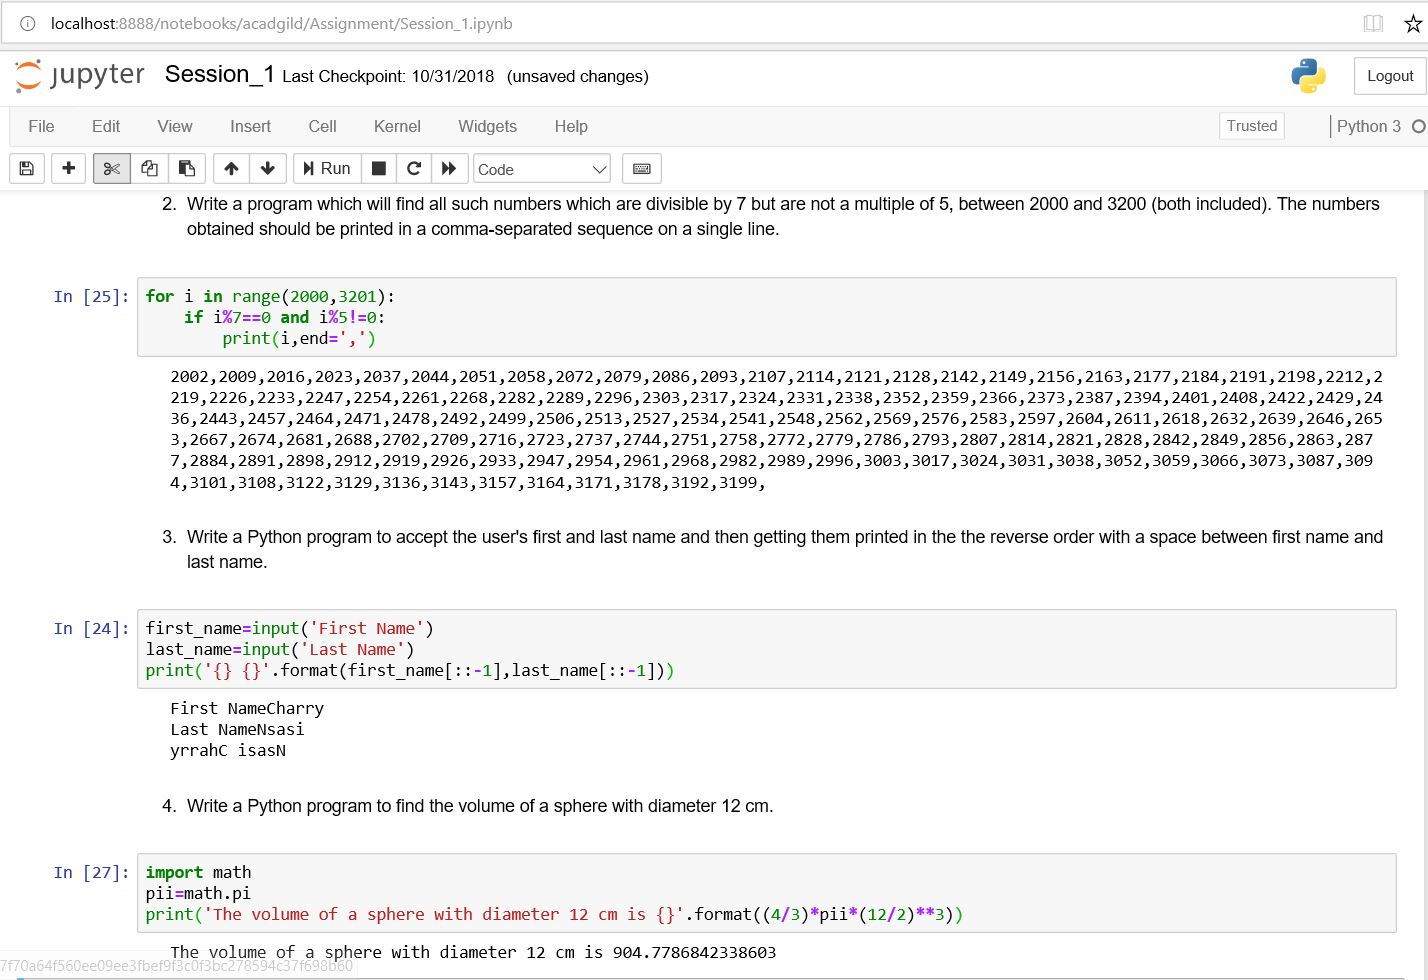 localhost:8888/notebooks/acadgild/Assignment/Session_1.ipynb
jupyter Session_1 Last Checkpoint: 10/31/2018 (unsaved changes) Logout
File Edit View Insert Cell Kernel Widgets Help Trusted Python 3
Run Code
2. Write a program which will find all such numbers which are divisible by 7 but are not a multiple of 5, between 2000 and 3200 (both included). The numbers
obtained should be printed in a comma-separated sequence on a single line.
In [25]: for i in range(2000,3201):
    if i%7==0 and i%5!=0:
        print(i,end=',')
2002,2009,2016,2023,2037,2044,2051,2058,2072,2079,2086,2093,2107,2114,2121,2128,2142,2149,2156,2163,2177,2184,2191,2198,2212,2
219,2226,2233,2247,2254,2261,2268,2282,2289,2296,2303,2317,2324,2331,2338,2352,2359,2366,2373,2387,2394,2401,2408,2422,2429,24
36,2443,2457,2464,2471,2478,2492,2499,2506,2513,2527,2534,2541,2548,2562,2569,2576,2583,2597,2604,2611,2618,2632,2639,2646,265
3,2667,2674,2681,2688,2702,2709,2716,2723,2737,2744,2751,2758,2772,2779,2786,2793,2807,2814,2821,2828,2842,2849,2856,2863,287
7,2884,2891,2898,2912,2919,2926,2933,2947,2954,2961,2968,2982,2989,2996,3003,3017,3024,3031,3038,3052,3059,3066,3073,3087,309
4,3101,3108,3122,3129,3136,3143,3157,3164,3171,3178,3192,3199,
3. Write a Python program to accept the user's first and last name and then getting them printed in the the reverse order with a space between first name and
last name.
In [24]: first_name=input('First Name')
last_name=input('Last Name')
print('{} {}'.format(first_name[::-1],last_name[::-1]))
First NameCharry
Last NameNsasi
yrrahC isasN
4. Write a Python program to find the volume of a sphere with diameter 12 cm.
In [27]: import math
pii=math.pi
print('The volume of a sphere with diameter 12 cm is {}'.format((4/3)*pii*(12/2)**3))
The volume of a sphere with diameter 12 cm is 904.7786842338603
7f70a64f560ee09ee3fbef9f3c0f3bc278594c37f698b60